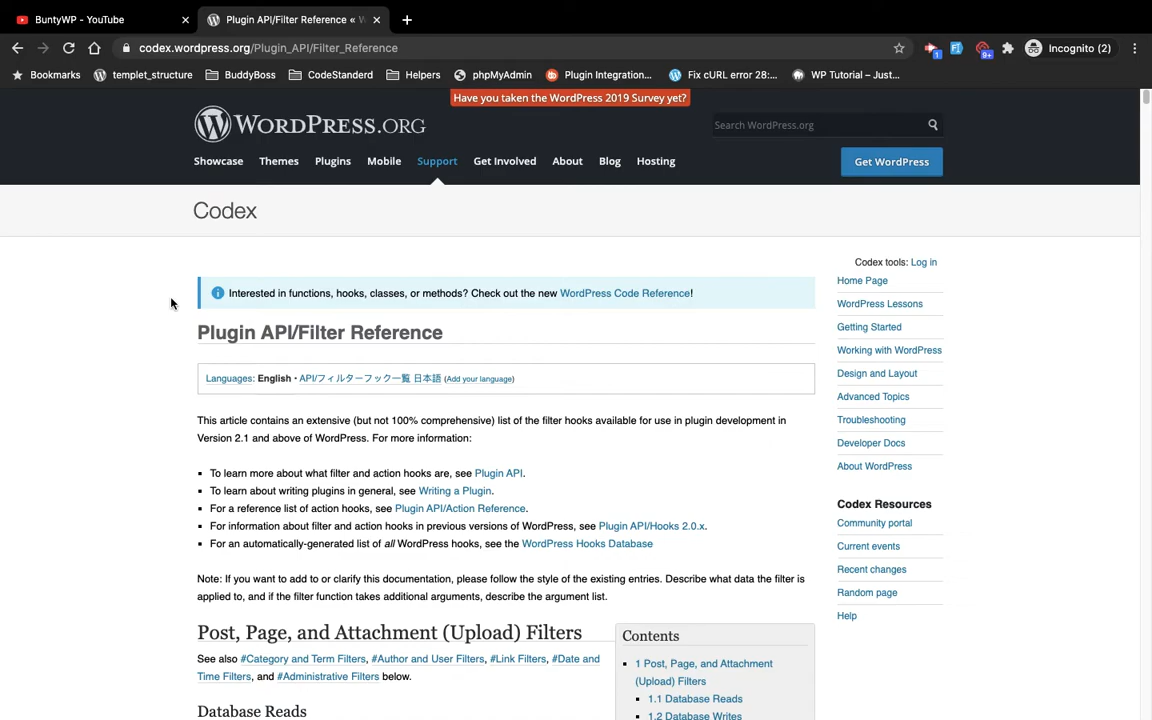 BuntyWP - YouTube
Plugin API/Filter Reference « W
codex.wordpress.org/Plugin_API/Filter_Reference
1
9+
Incognito (2)
Bookmarks
templet_structure
BuddyBoss
CodeStanderd
Helpers
phpMyAdmin
Plugin Integration...
Fix cURL error 28:...
WP Tutorial – Just...
Have you taken the WordPress 2019 Survey yet?
WORDPRESS.ORG
Search WordPress.org
Showcase Themes Plugins Mobile Support Get Involved About Blog Hosting
Get WordPress
Codex
Interested in functions, hooks, classes, or methods? Check out the new WordPress Code Reference!
Plugin API/Filter Reference
Languages: English • API/フィルターフック一覧 日本語 (Add your language)
This article contains an extensive (but not 100% comprehensive) list of the filter hooks available for use in plugin development in
Version 2.1 and above of WordPress. For more information:
To learn more about what filter and action hooks are, see Plugin API.
To learn about writing plugins in general, see Writing a Plugin.
For a reference list of action hooks, see Plugin API/Action Reference.
For information about filter and action hooks in previous versions of WordPress, see Plugin API/Hooks 2.0.x.
For an automatically-generated list of all WordPress hooks, see the WordPress Hooks Database
Note: If you want to add to or clarify this documentation, please follow the style of the existing entries. Describe what data the filter is
applied to, and if the filter function takes additional arguments, describe the argument list.
Post, Page, and Attachment (Upload) Filters
See also #Category and Term Filters, #Author and User Filters, #Link Filters, #Date and
Time Filters, and #Administrative Filters below.
Database Reads
Contents
1 Post, Page, and Attachment
(Upload) Filters
1.1 Database Reads
1.2 Database Writes
Codex tools: Log in
Home Page
WordPress Lessons
Getting Started
Working with WordPress
Design and Layout
Advanced Topics
Troubleshooting
Developer Docs
About WordPress
Codex Resources
Community portal
Current events
Recent changes
Random page
Help